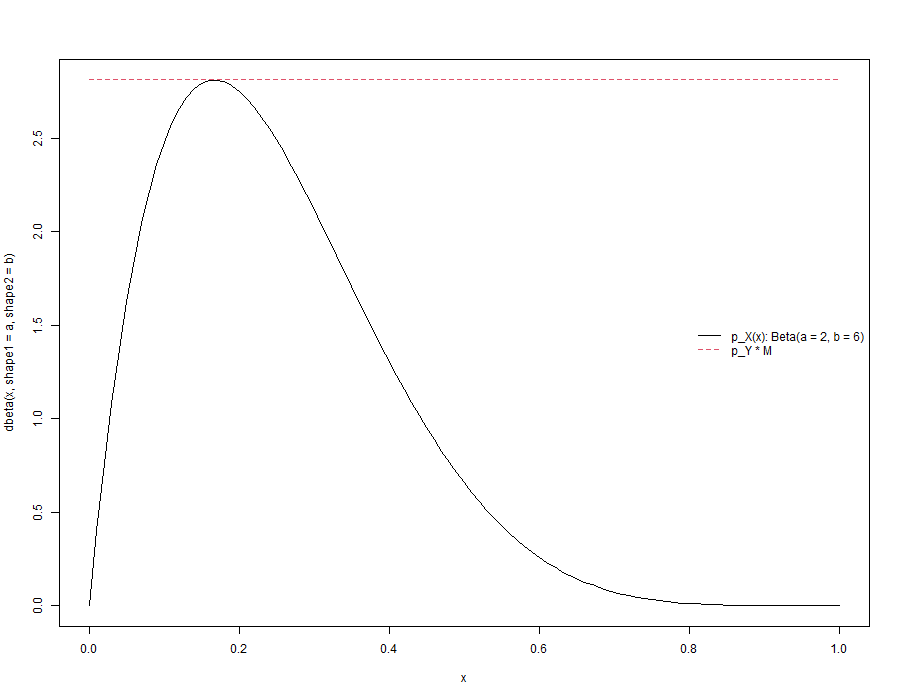 2.5
2.0
1.5
1.0
0.5
0.0
dbeta(x, shape1 = a, shape2 = b)
p_X(x): Beta(a = 2, b = 6)
p_Y * M
0.0 0.2 0.4 0.6 0.8 1.0
x